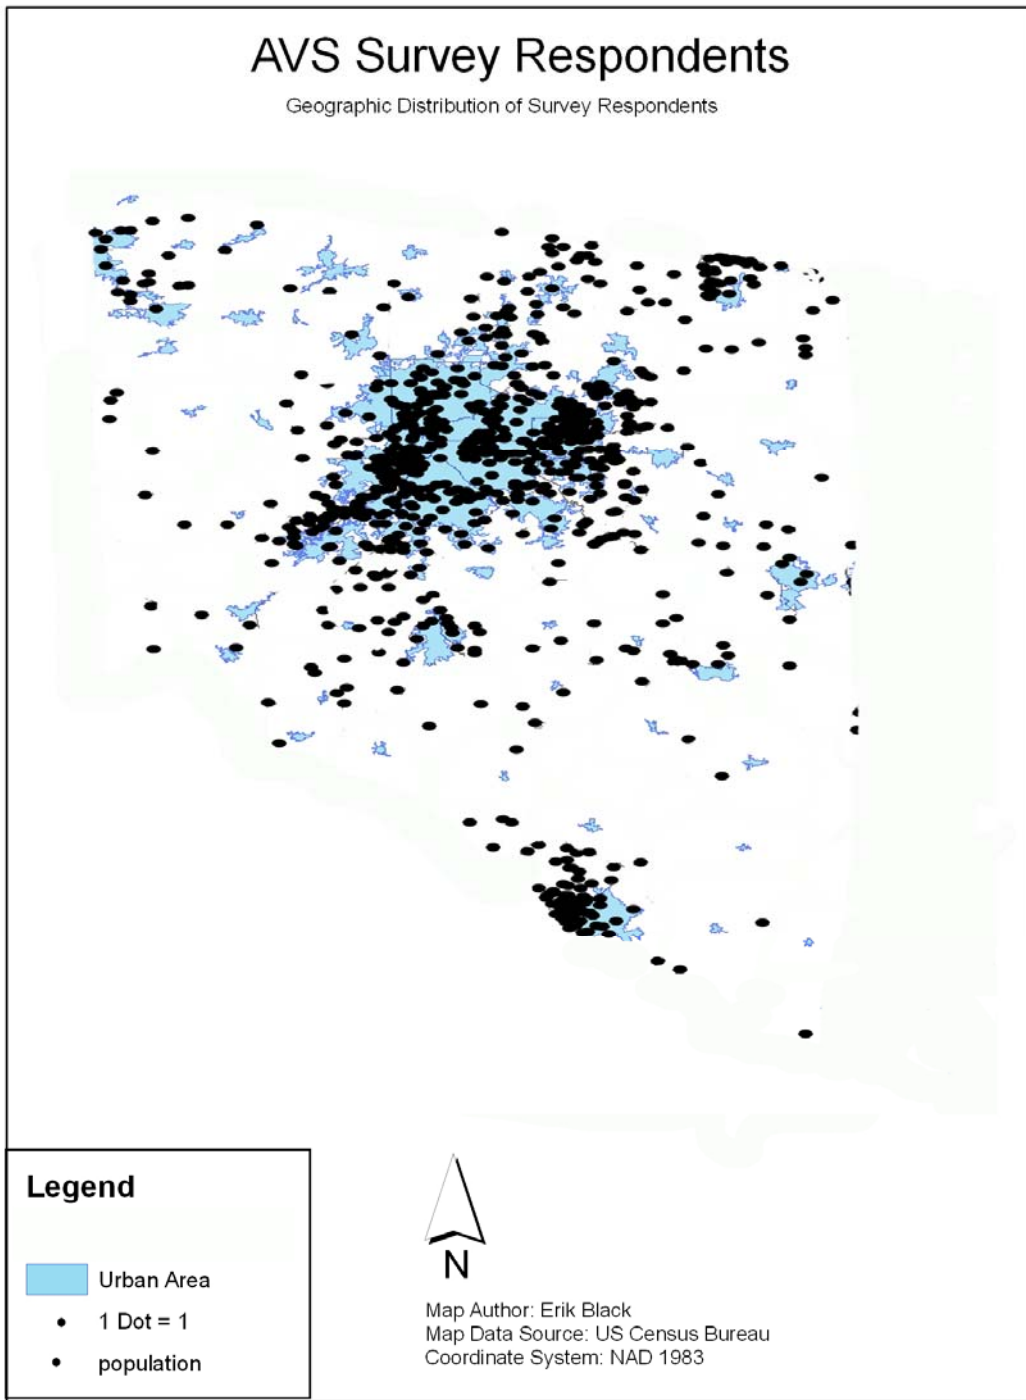 AVS Survey Respondents
Geographic Distribution of Survey Respondents
Legend
Urban Area
1 Dot = 1
population
N
Map Author: Erik Black
Map Data Source: US Census Bureau
Coordinate System: NAD 1983